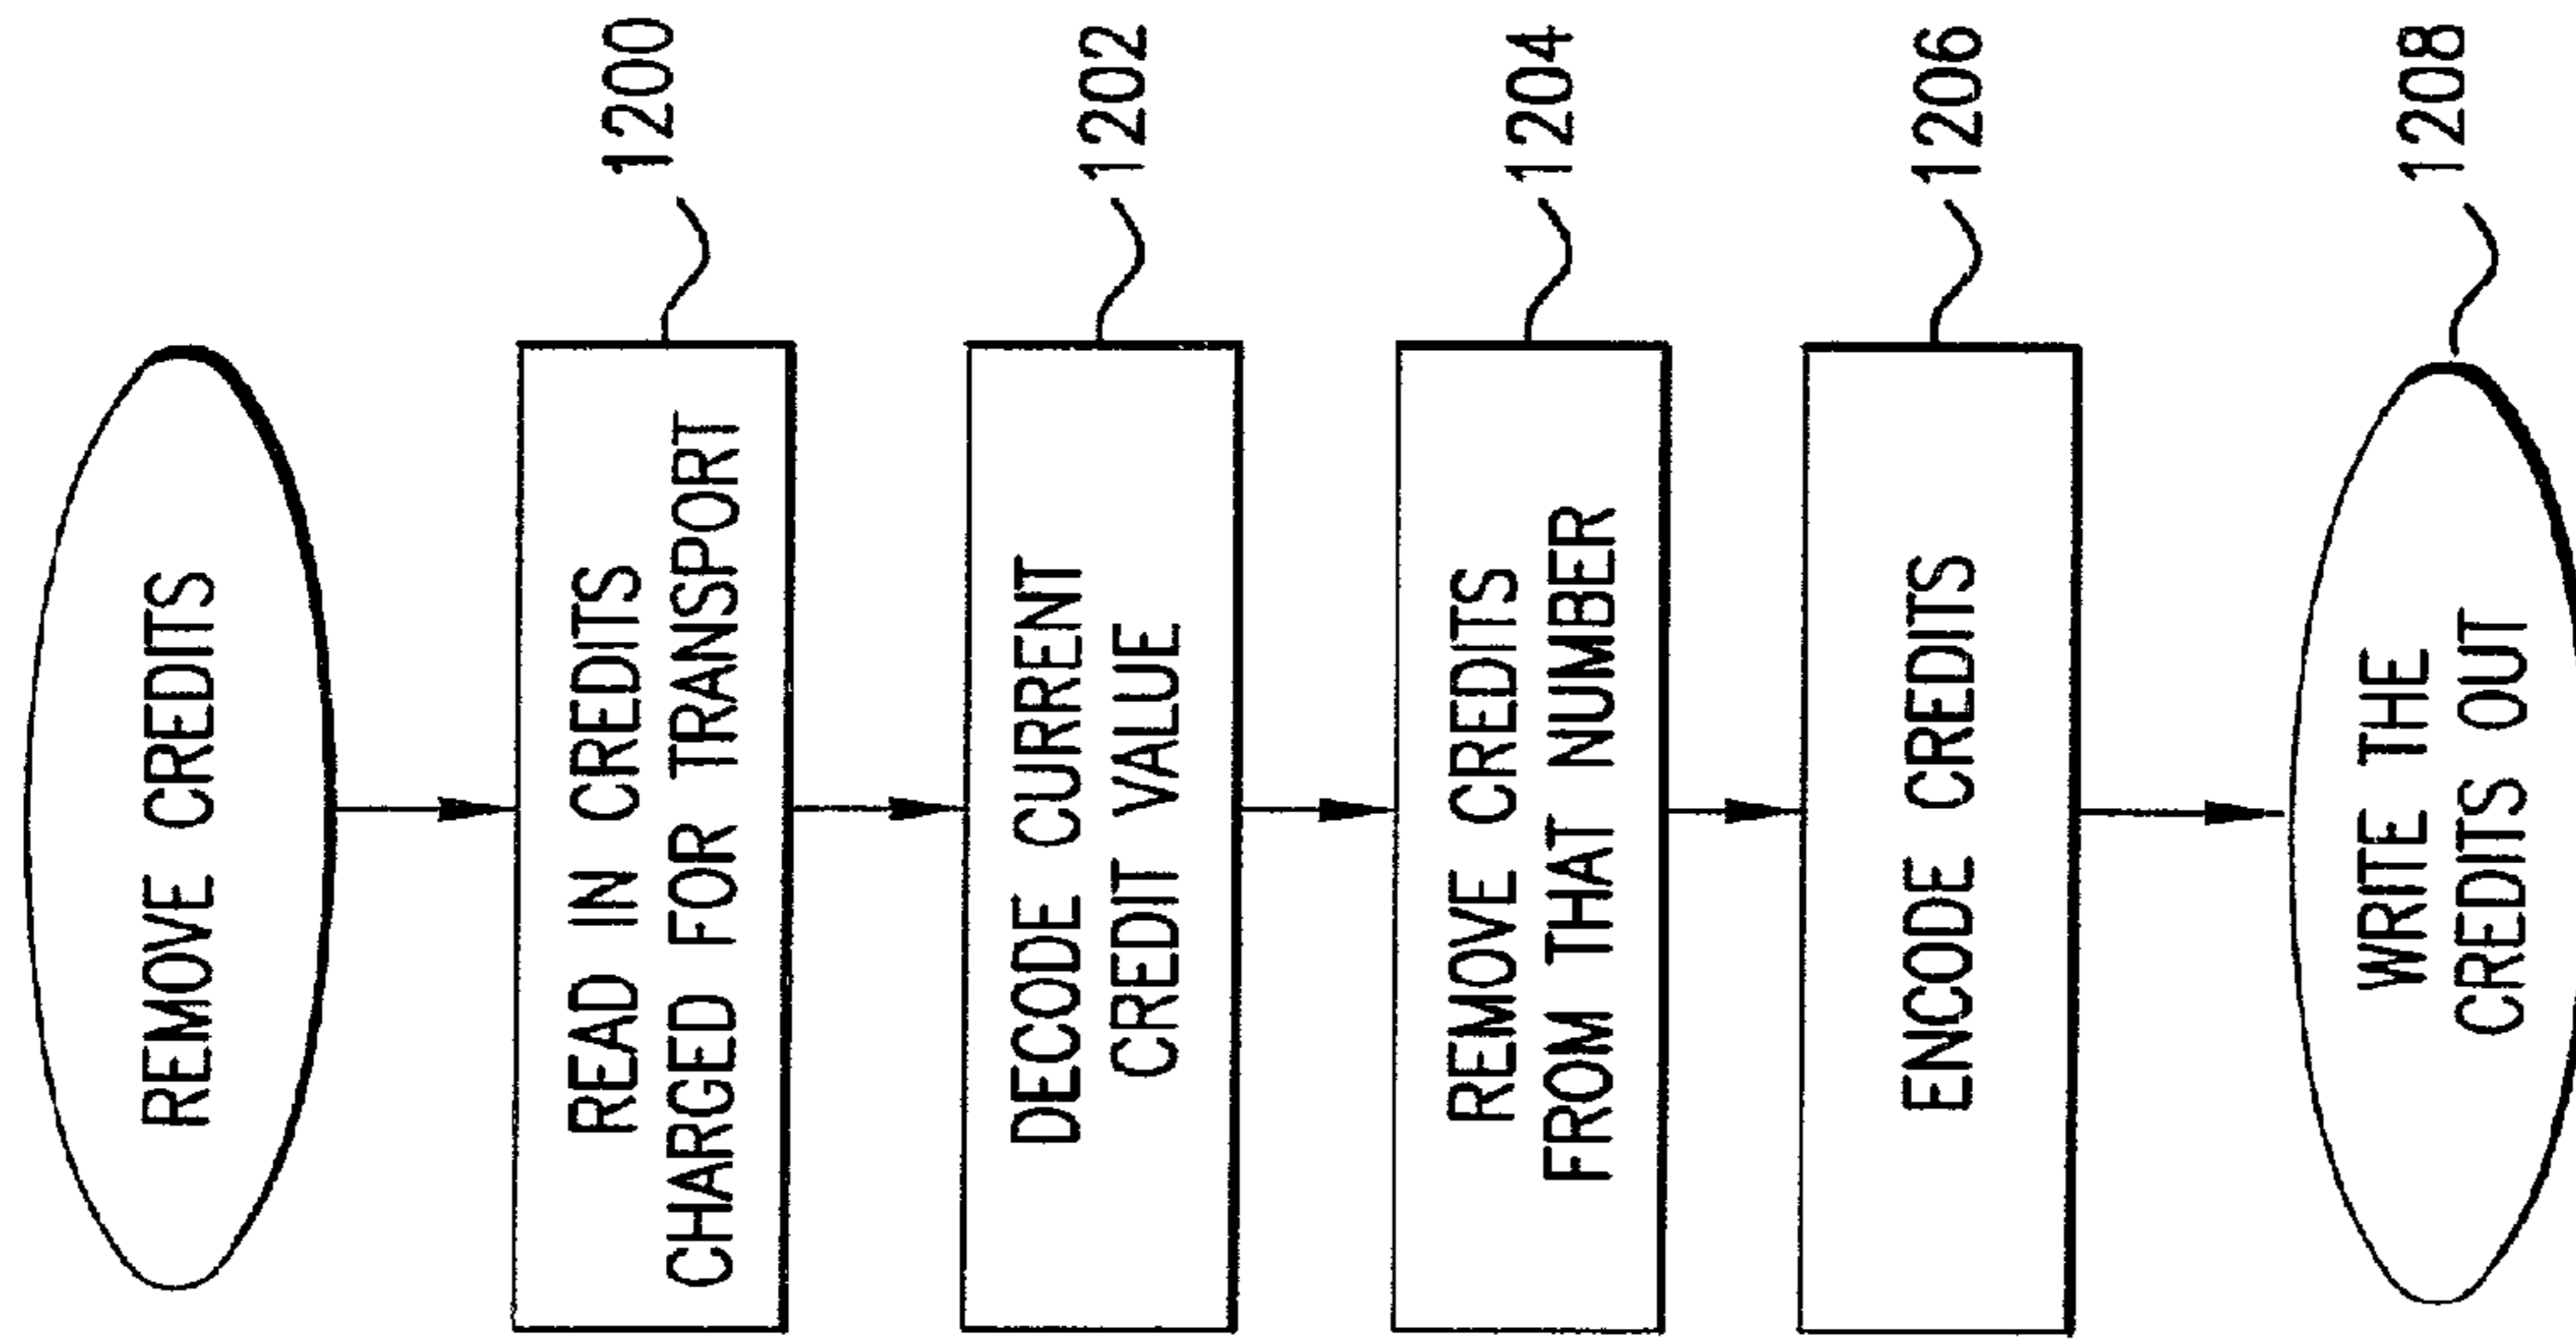 REMOVE CREDITS
READ IN CREDITS
CHARGED FOR TRANSPORT
1200
DECODE CURRENT
CREDIT VALUE
1202
REMOVE CREDITS
FROM THAT NUMBER
1204
ENCODE CREDITS
1206
WRITE THE
CREDITS OUT
1208